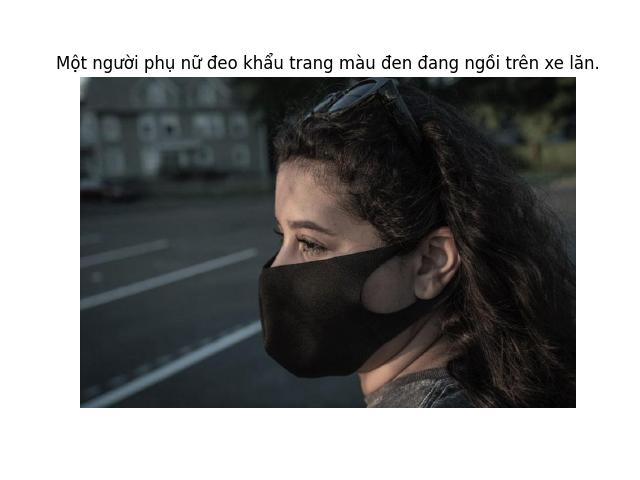 Một người phụ nữ đeo khẩu trang màu đen đang ngồi trên xe lăn.